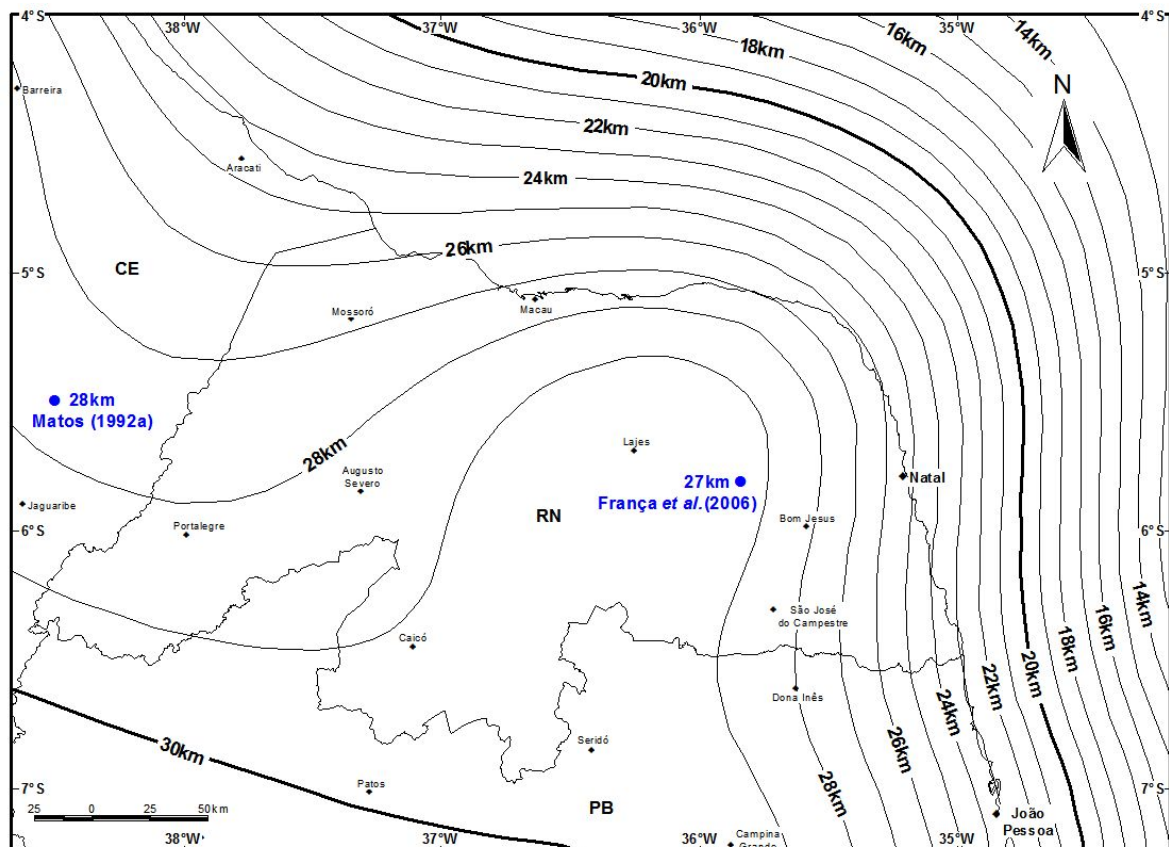 4°S
38°W
37°W
36°W
35°W
4°S
14km
16km
18km
20km
22km
24km
26km
N
Barreira
Aracati
CE
5°S
5°S
Mossoró
Macau
28km
Matos (1992a)
28km
Lajes
Augusto
Severo
27km
França et al.(2006)
Natal
Jaguaribe
Portalegre
RN
Bom Jesus
6°S
6°S
São José
do Campestre
14km
16km
18km
20km
22km
24km
26km
28km
Caicó
Dona Inês
30km
Seridó
Patos
PB
7°S
7°S
25 0 25 50km
João
Pessoa
Campina
Grande
38°W
37°W
36°W
35°W